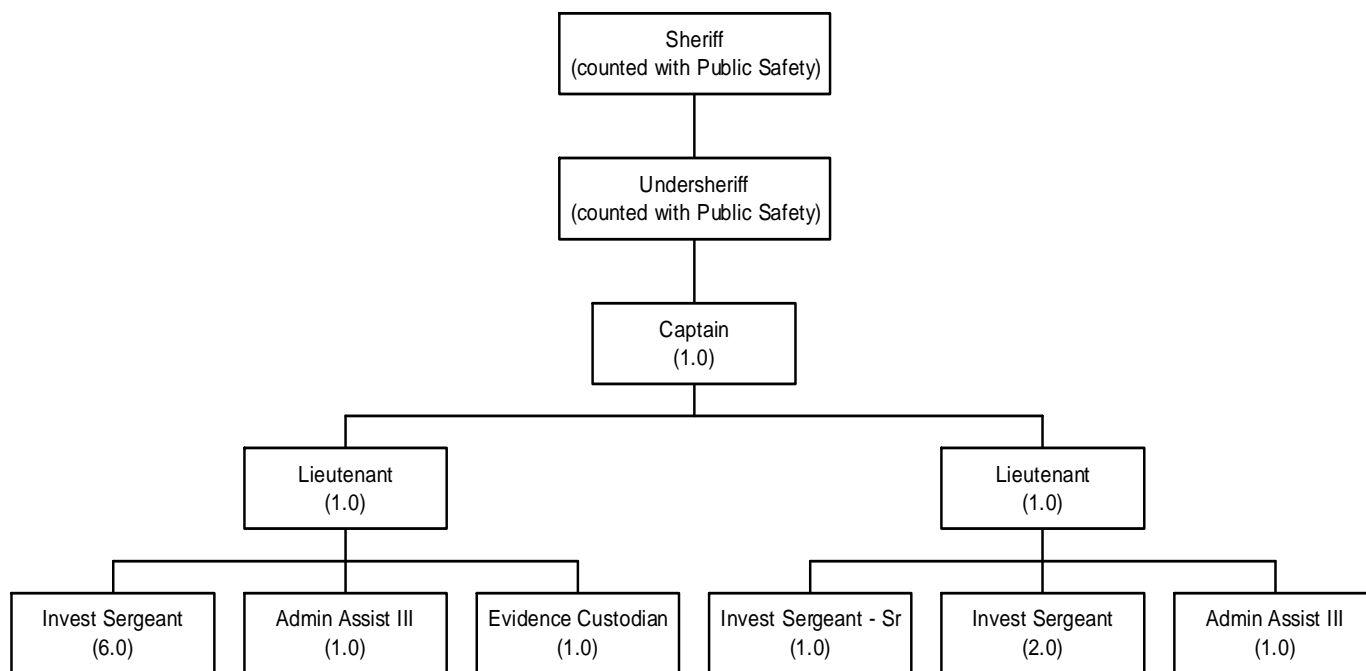 Sheriff
(counted with Public Safety)
Undersheriff
(counted with Public Safety)
Captain
(1.0)
Lieutenant
(1.0)
Lieutenant
(1.0)
Invest Sergeant
(6.0)
Admin Assist III
(1.0)
Evidence Custodian
(1.0)
Invest Sergeant - Sr
(1.0)
Invest Sergeant
(2.0)
Admin Assist III
(1.0)